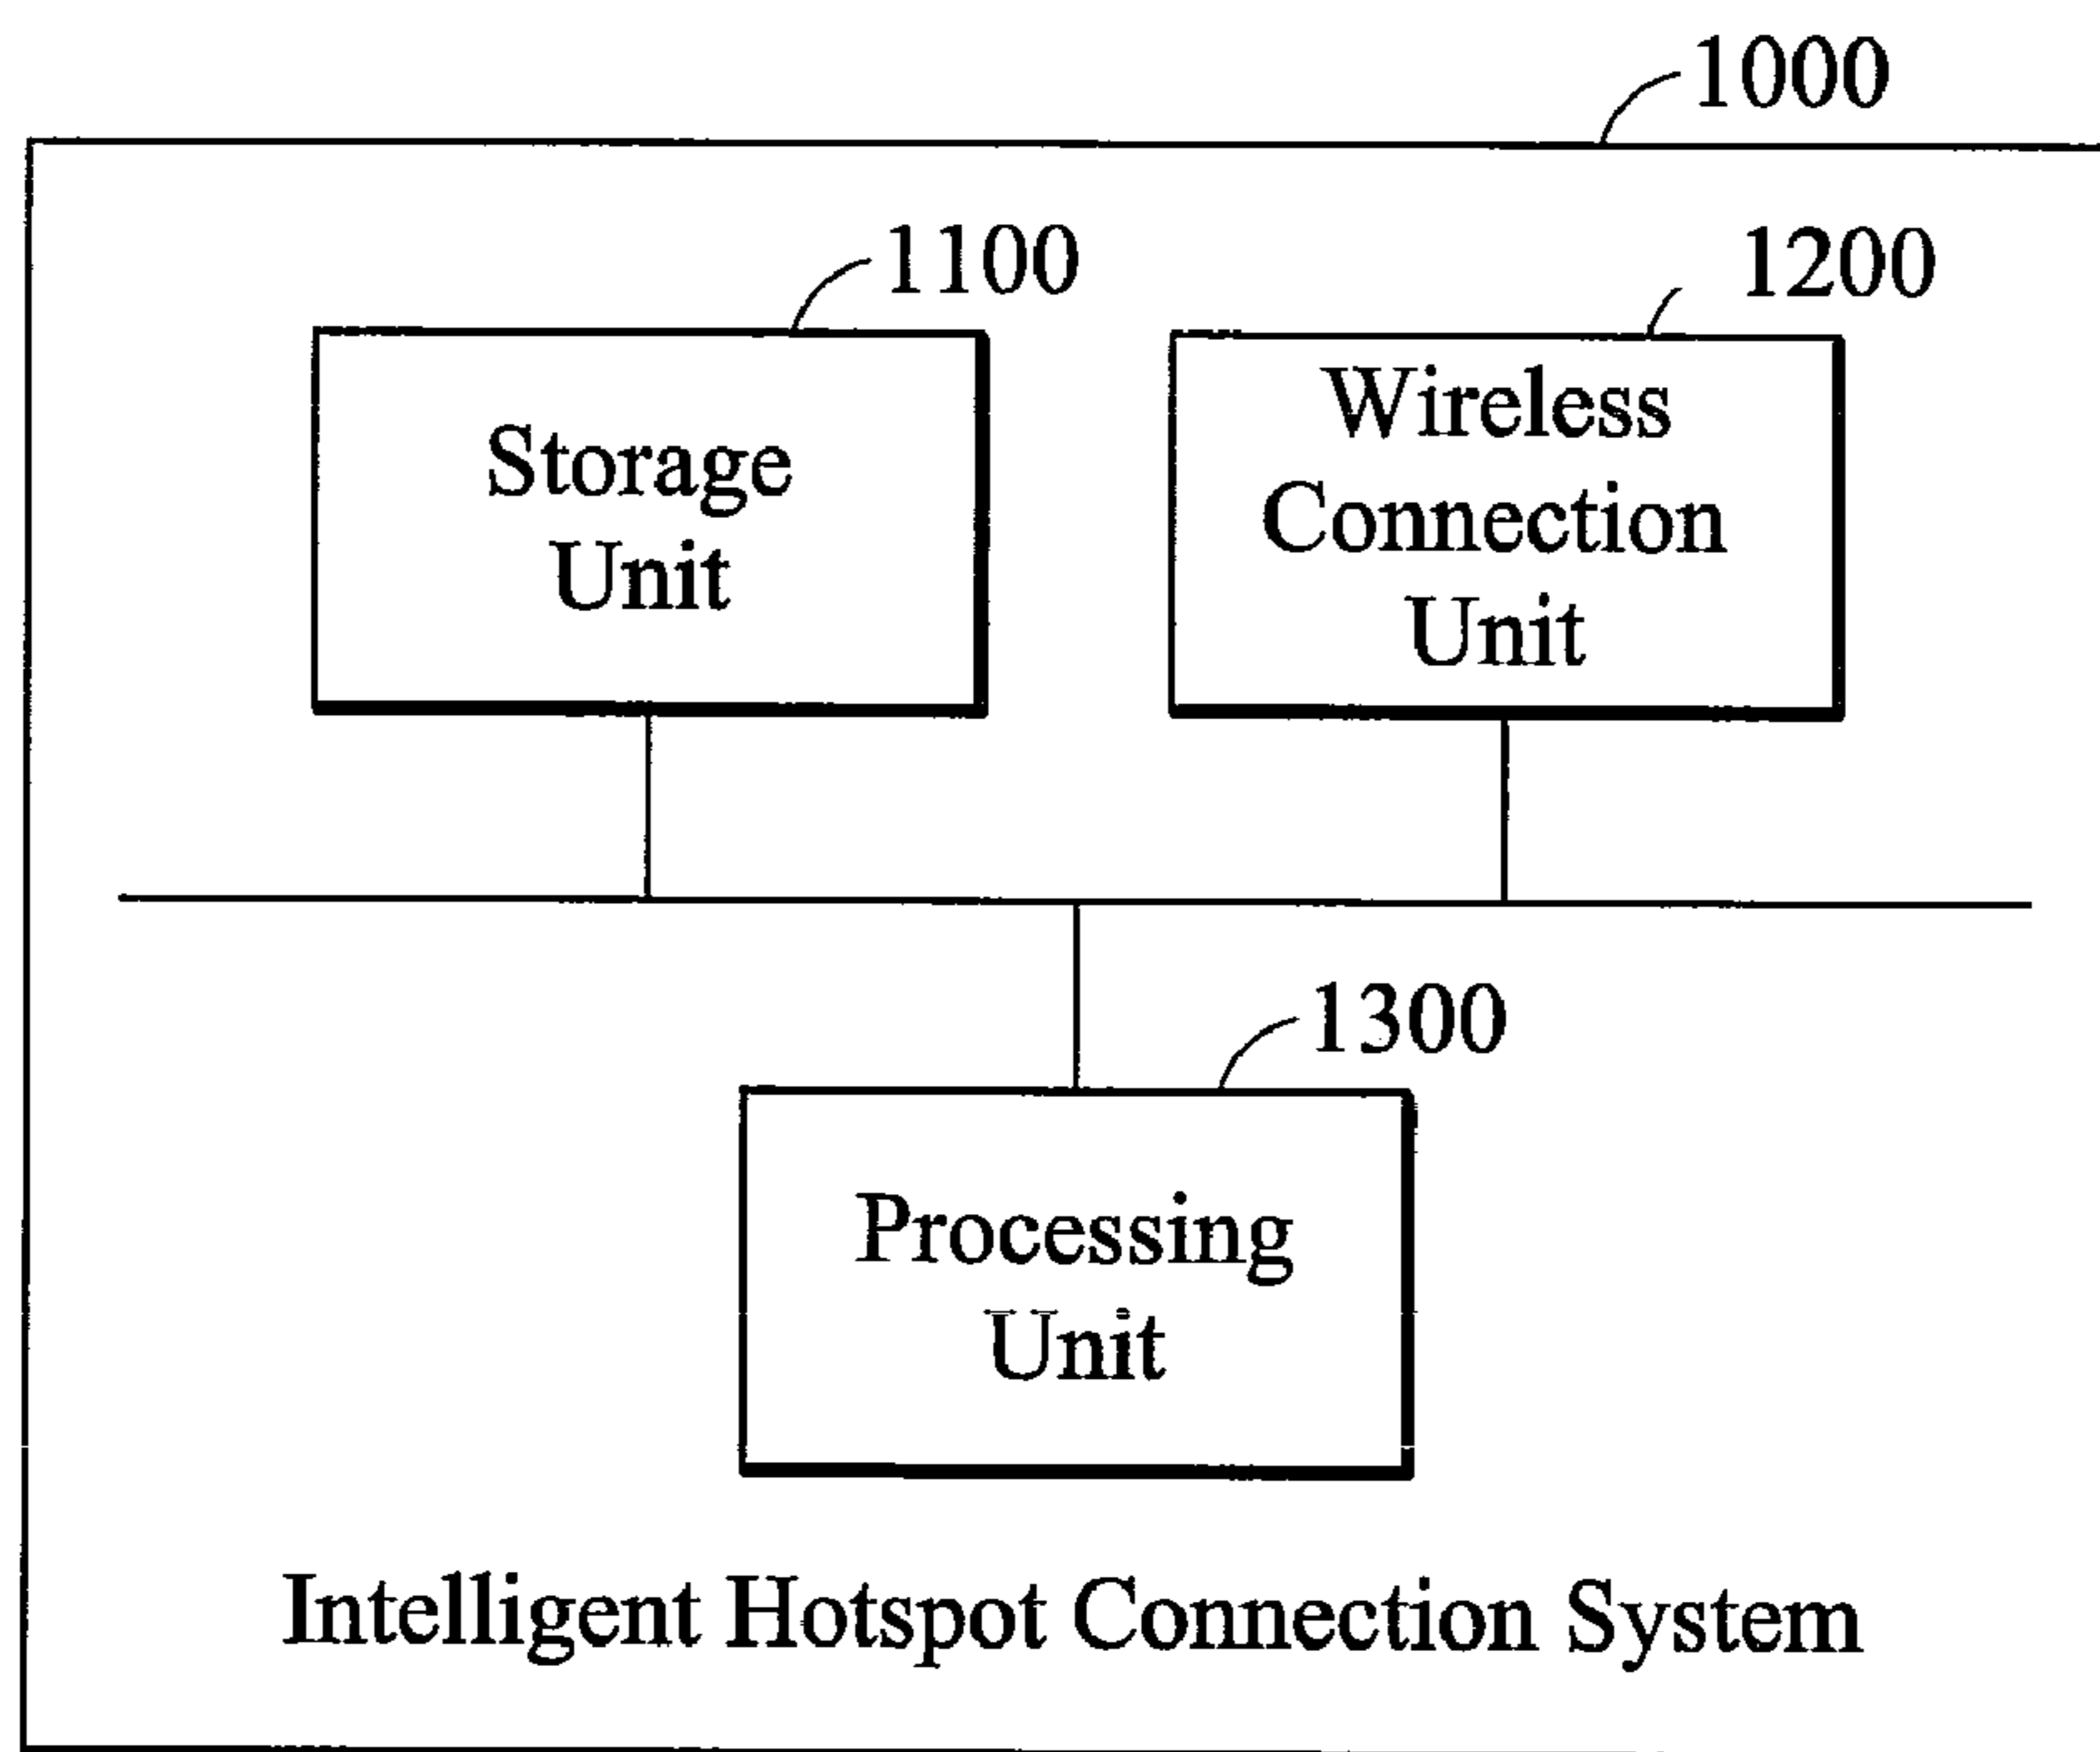 1000
1100
1200
Storage
Unit
Wireless
Connection
Unit
1300
Processing
Unit
Intelligent Hotspot Connection System